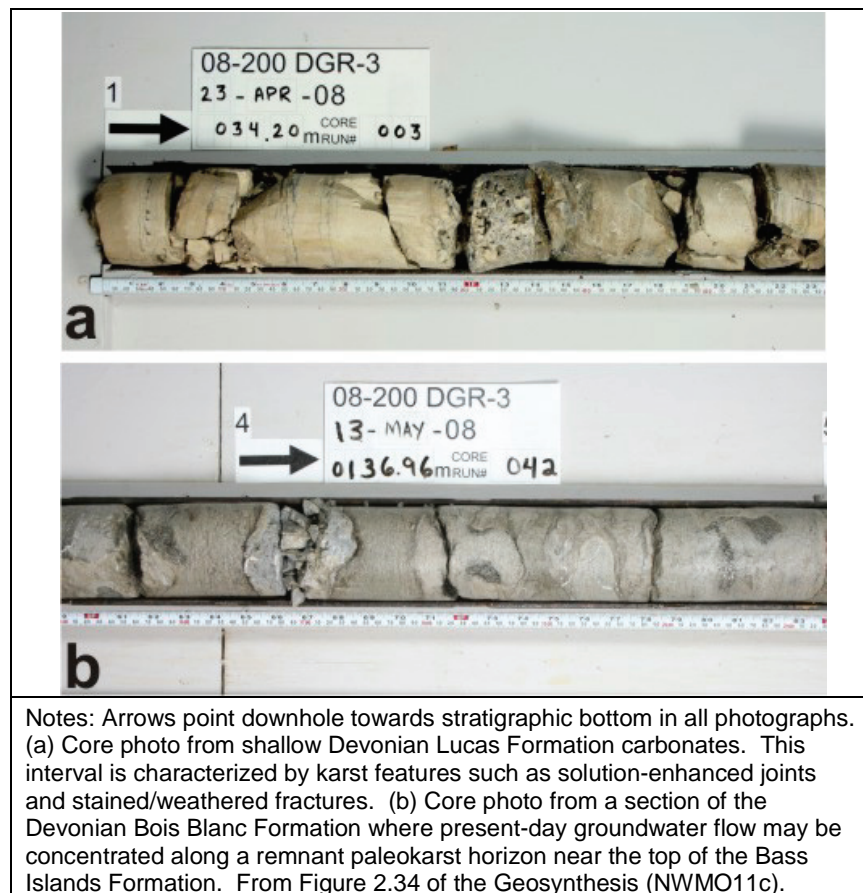 08-200 DGR-3
23 - APR - 08
1
034.20 m CORE RUN# 003
a
08-200 DGR-3
13 - MAY - 08
4
0136.96 m CORE RUN# 042
b
Notes: Arrows point downhole towards stratigraphic bottom in all photographs.
(a) Core photo from shallow Devonian Lucas Formation carbonates. This
interval is characterized by karst features such as solution-enhanced joints
and stained/weathered fractures. (b) Core photo from a section of the
Devonian Bois Blanc Formation where present-day groundwater flow may be
concentrated along a remnant paleokarst horizon near the top of the Bass
Islands Formation. From Figure 2.34 of the Geosynthesis (NWMO11c).